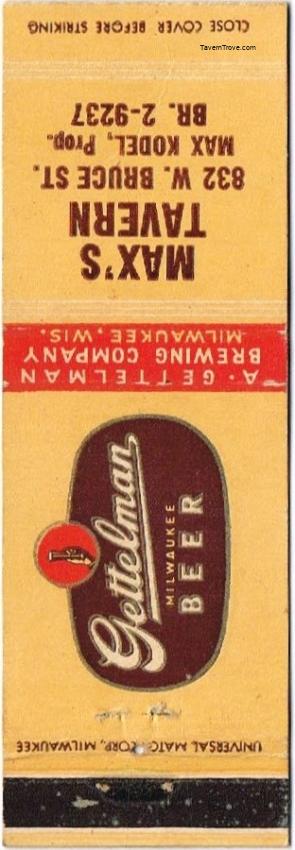 TavernTrove.com
CLOSE COVER BEFORE STRIKING
MAX'S
TAVERN
832 W. BRUCE ST.
MAX KODEL, Prop.
BR. 2-9237
A·GETTELMAN
BREWING COMPANY
MILWAUKEE, WIS.
Gettelman
MILWAUKEE
BEER
UNIVERSAL MATCH CORP., MILWAUKEE